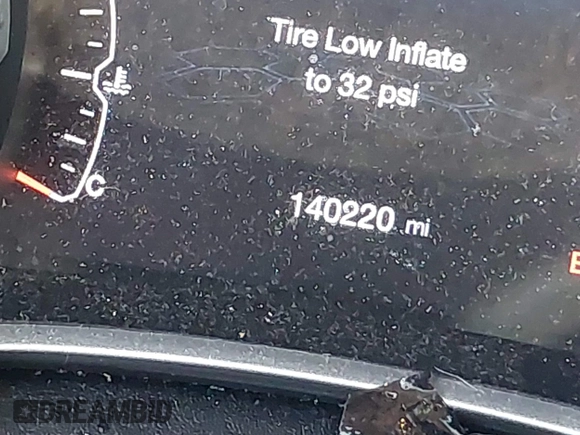 Tire Low Inflate
to 32 psi
C
140220 mi
E
DREAMBID